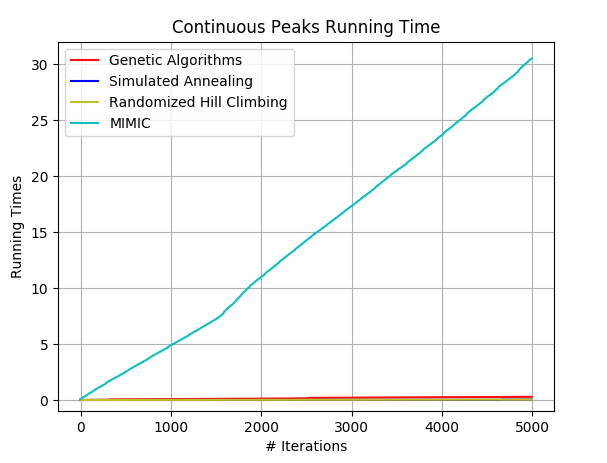 Continuous Peaks Running Time
Genetic Algorithms
Simulated Annealing
Randomized Hill Climbing
MIMIC
Running Times
30
25
20
15
10
5
0
0 1000 2000 3000 4000 5000
# Iterations